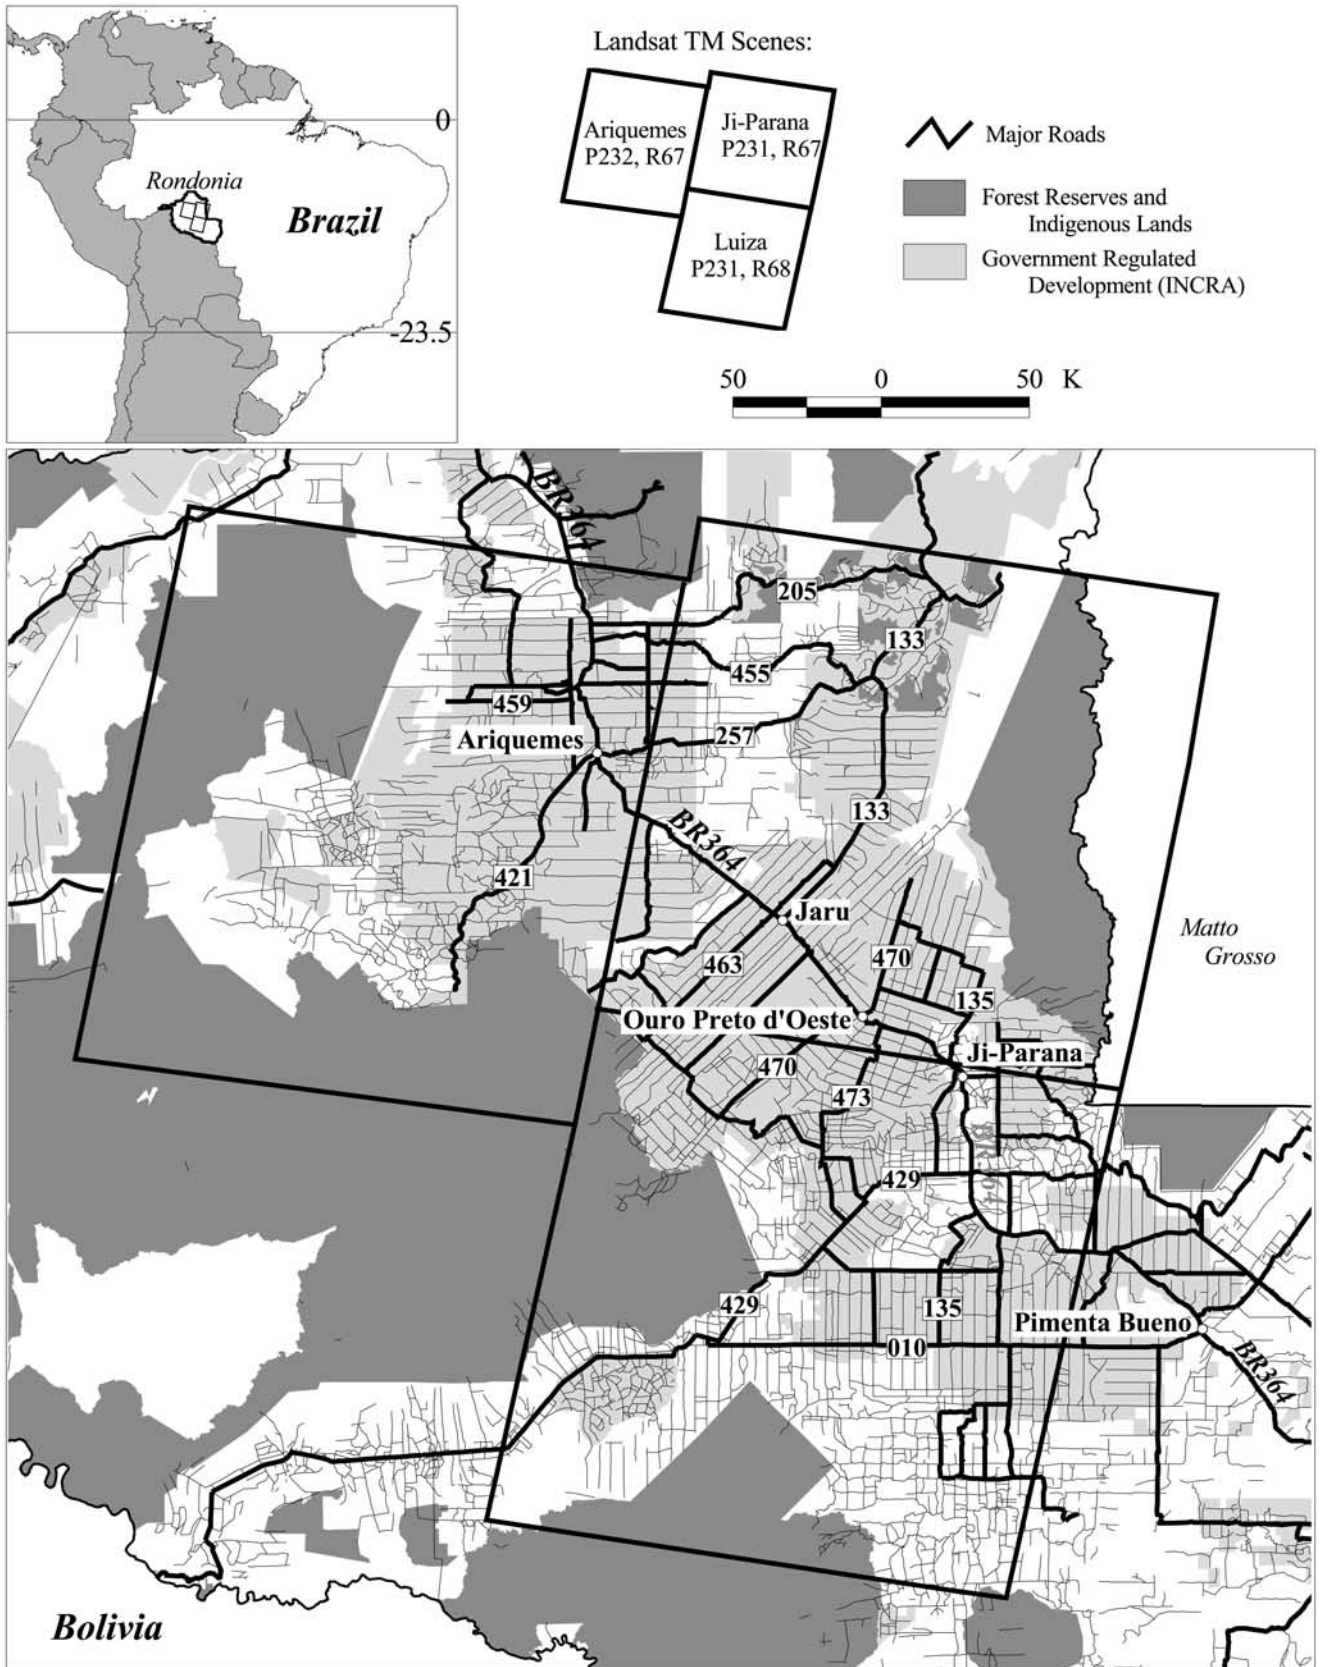 Landsat TM Scenes:
Ariquemes
P232, R67
Ji-Parana
P231, R67
Luiza
P231, R68
Major Roads
Forest Reserves and
Indigenous Lands
Government Regulated
Development (INCRA)
0
Rondonia
Brazil
-23.5
50 0 50 K
BR364
205
133
455
459
257
Ariquemes
133
BR364
421
Jaru
Matto
Grosso
463
470
135
Ouro Preto d'Oeste
Ji-Parana
470
473
BR364
429
429
135
Pimenta Bueno
010
BR364
Bolivia